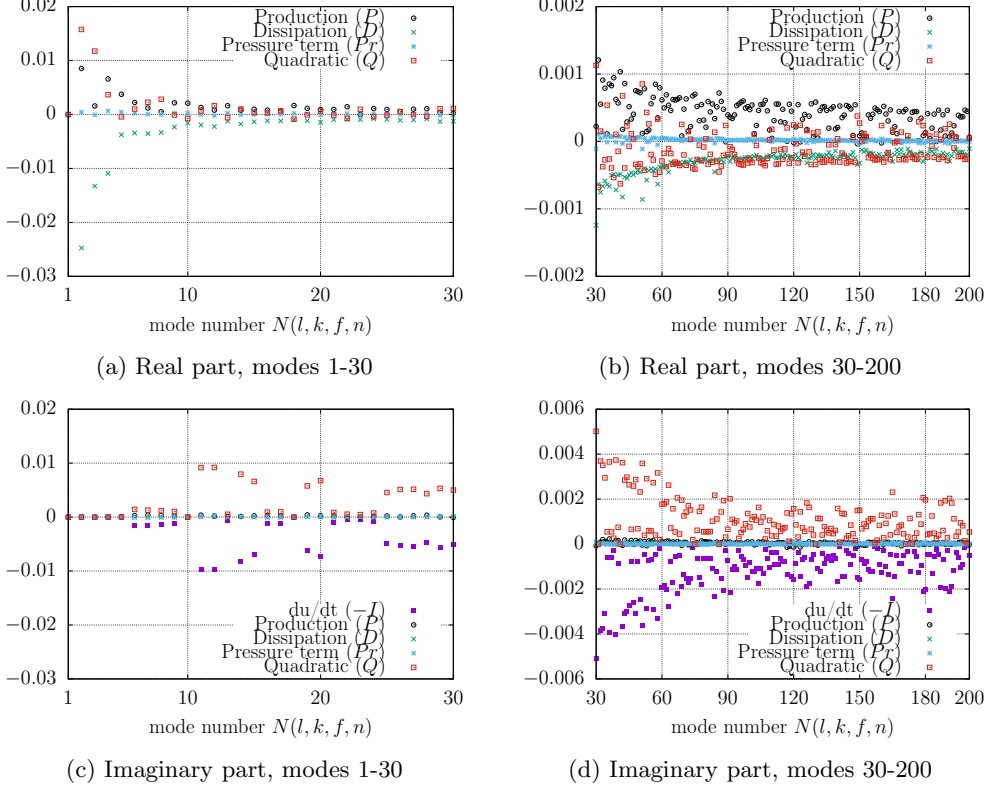 0.02
0.01
0
−0.01
−0.02
−0.03
1
10
20
30
Production (P)
Dissipation (D)
Pressure term (Pr)
Quadratic (Q)
mode number N(l, k, f, n)
(a) Real part, modes 1-30
0.002
0.001
0
−0.001
−0.002
30
60
90
120
150
180
200
Production (P)
Dissipation (D)
Pressure term (Pr)
Quadratic (Q)
mode number N(l, k, f, n)
(b) Real part, modes 30-200
0.02
0.01
0
−0.01
−0.02
−0.03
1
10
20
30
du/dt (−I)
Production (P)
Dissipation (D)
Pressure term (Pr)
Quadratic (Q)
mode number N(l, k, f, n)
(c) Imaginary part, modes 1-30
0.006
0.004
0.002
0
−0.002
−0.004
−0.006
30
60
90
120
150
180
200
du/dt (−I)
Production (P)
Dissipation (D)
Pressure term (Pr)
Quadratic (Q)
mode number N(l, k, f, n)
(d) Imaginary part, modes 30-200